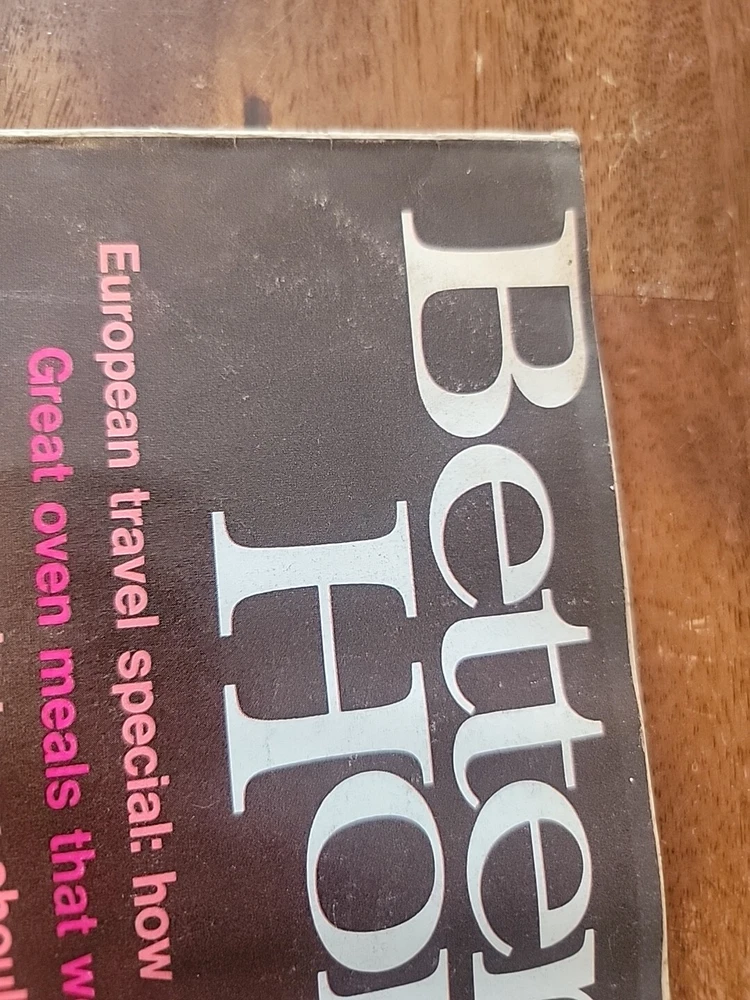 Better
Ho
European travel special: how
Great oven meals that w